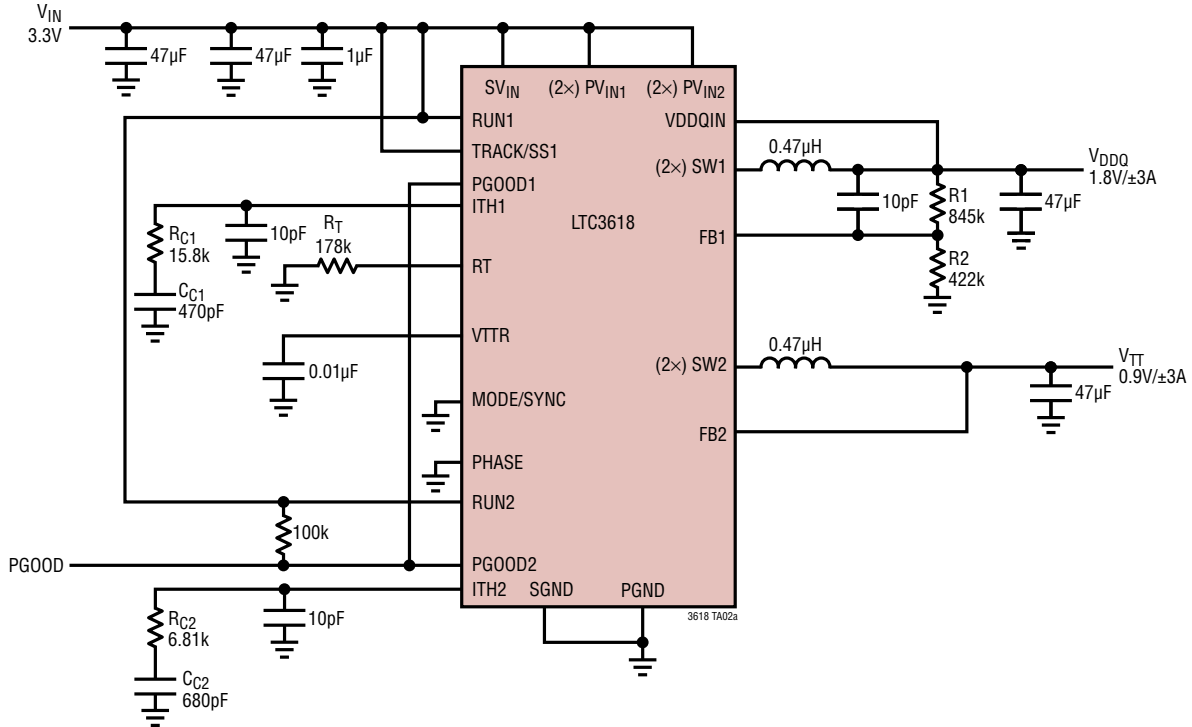 VIN
3.3V
47µF
47µF
1µF
SVIN
(2×) PVIN1
(2×) PVIN2
RUN1
TRACK/SS1
PGOOD1
ITH1
RC1
15.8k
CC1
470pF
10pF
RT
178k
RT
VTTR
0.01µF
MODE/SYNC
PHASE
RUN2
100k
PGOOD
PGOOD2
ITH2
RC2
6.81k
CC2
680pF
10pF
SGND
PGND
LTC3618
VDDQIN
(2×) SW1
0.47µH
VDDQ
1.8V/±3A
10pF
R1
845k
47µF
FB1
R2
422k
(2×) SW2
0.47µH
VTT
0.9V/±3A
47µF
FB2
3618 TA02a